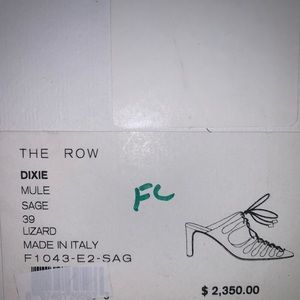 THE ROW
DIXIE
MULE
SAGE
39
LIZARD
MADE IN ITALY
F1043-E2-SAG
FC
$ 2,350.00